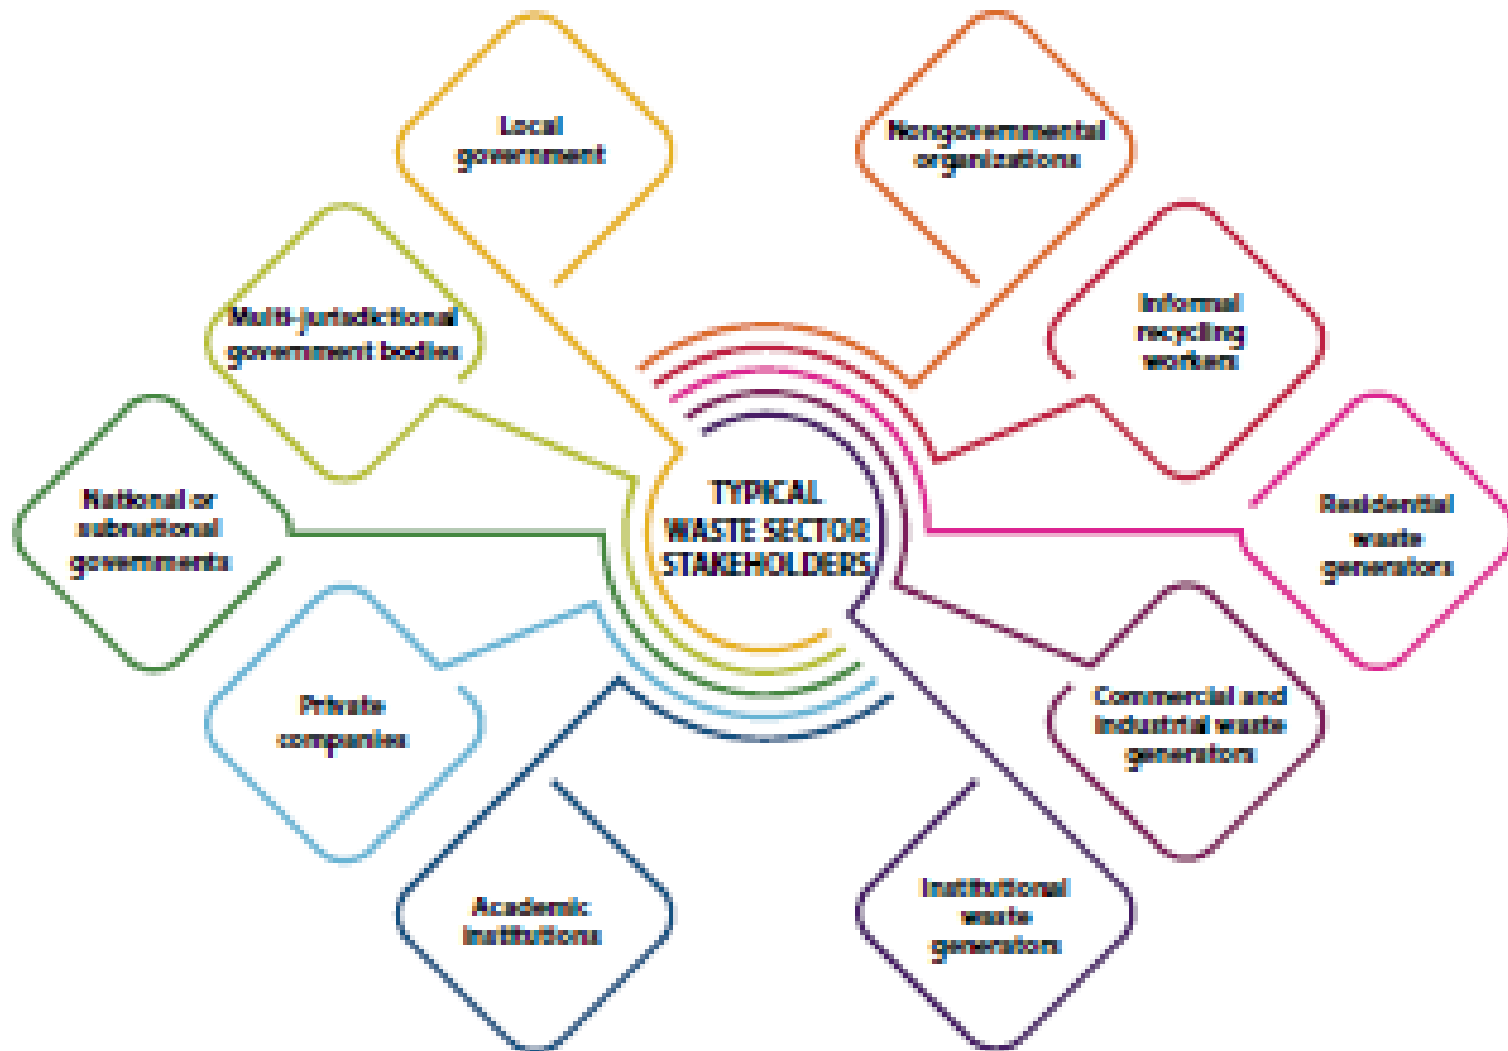 Local
government
Nongovernmental
organizations
Multi-jurisdictional
government bodies
Informal
recycling
workers
National or
subnational
governments
TYPICAL
WASTE SECTOR
STAKEHOLDERS
Residential
waste
generators
Private
companies
Commercial and
industrial waste
generators
Academic
institutions
Institutional
waste
generators